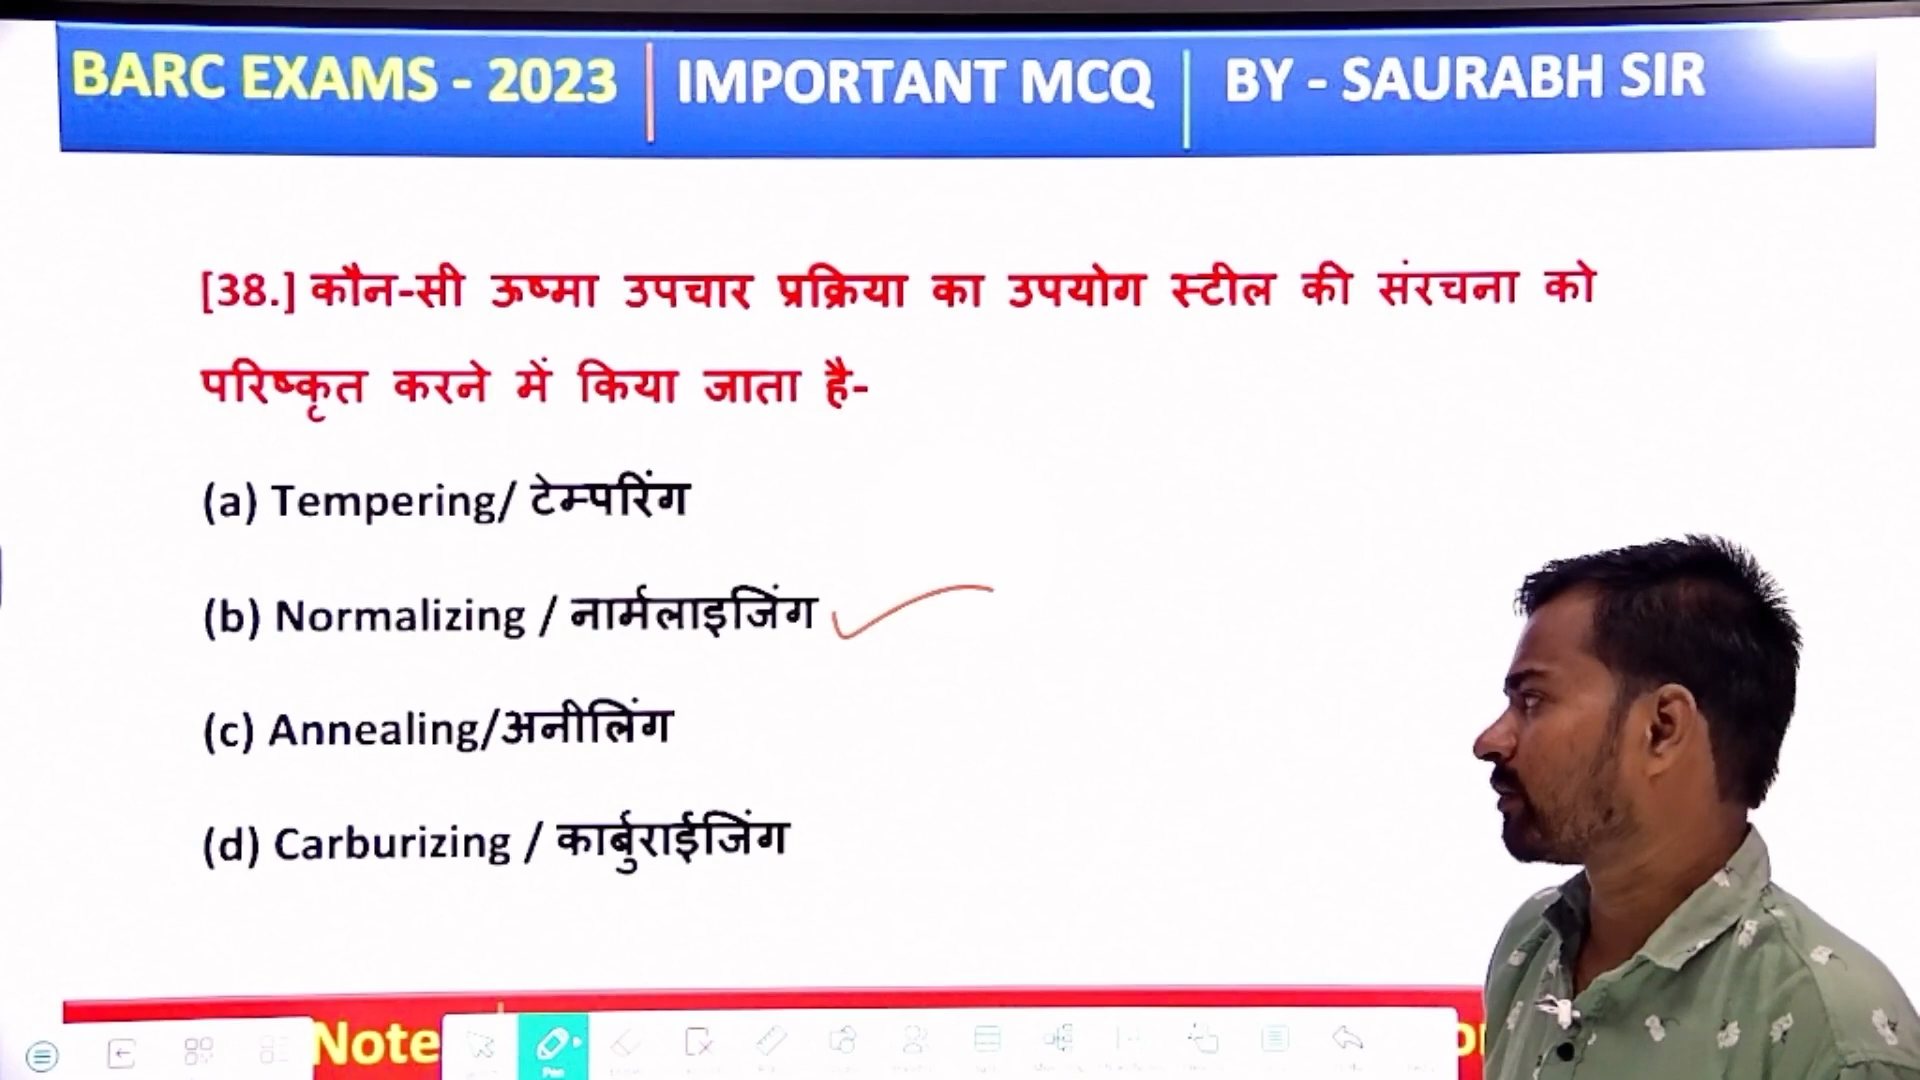 BARC EXAMS - 2023 | IMPORTANT MCQ | BY - SAURABH SIR
[38.] कौन-सी ऊष्मा उपचार प्रक्रिया का उपयोग स्टील की संरचना को
परिष्कृत करने में किया जाता है-
(a) Tempering/ टेम्परिंग
(b) Normalizing / नार्मलाइजिंग
(c) Annealing/अनीलिंग
(d) Carburizing / कार्बुराईजिंग
Note
Pen